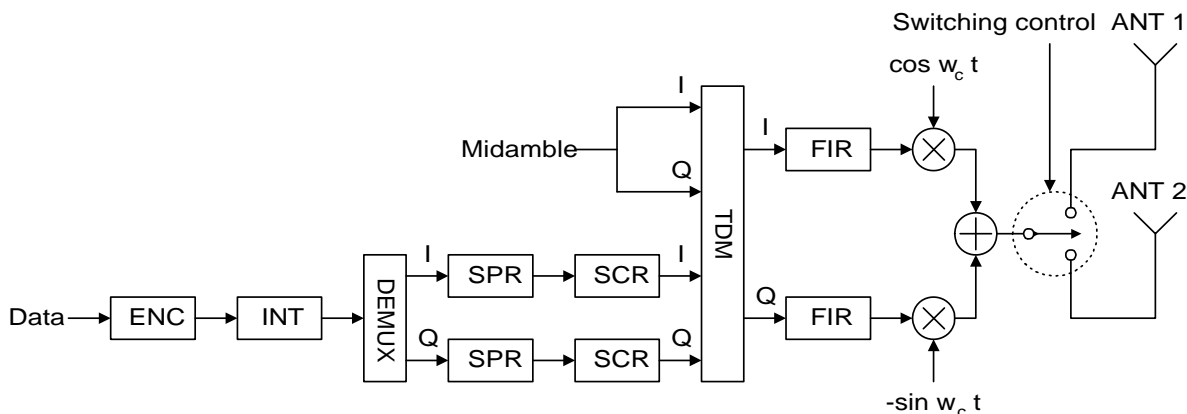 Switching control ANT 1
cos w_c t
I
I
FIR
Midamble
Q
ANT 2
TDM
I
SPR
SCR
I
Data
ENC
INT
DEMUX
Q
FIR
Q
SPR
SCR
Q
-sin w_c t